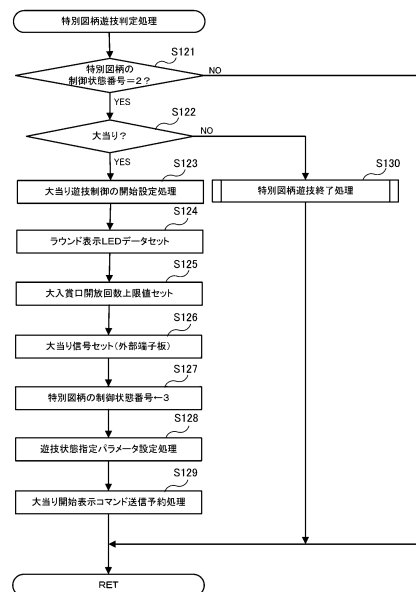 特別図柄遊技判定処理
S121
特別図柄の
制御状態番号=2?
NO
YES
S122
大当り?
NO
YES
S123
大当り遊技制御の開始設定処理
S130
特別図柄遊技終了処理
S124
ラウンド表示LEDデータセット
S125
大入賞口開放回数上限値セット
S126
大当り信号セット(外部端子板)
S127
特別図柄の制御状態番号←3
S128
遊技状態指定パラメータ設定処理
S129
大当り開始表示コマンド送信予約処理
RET